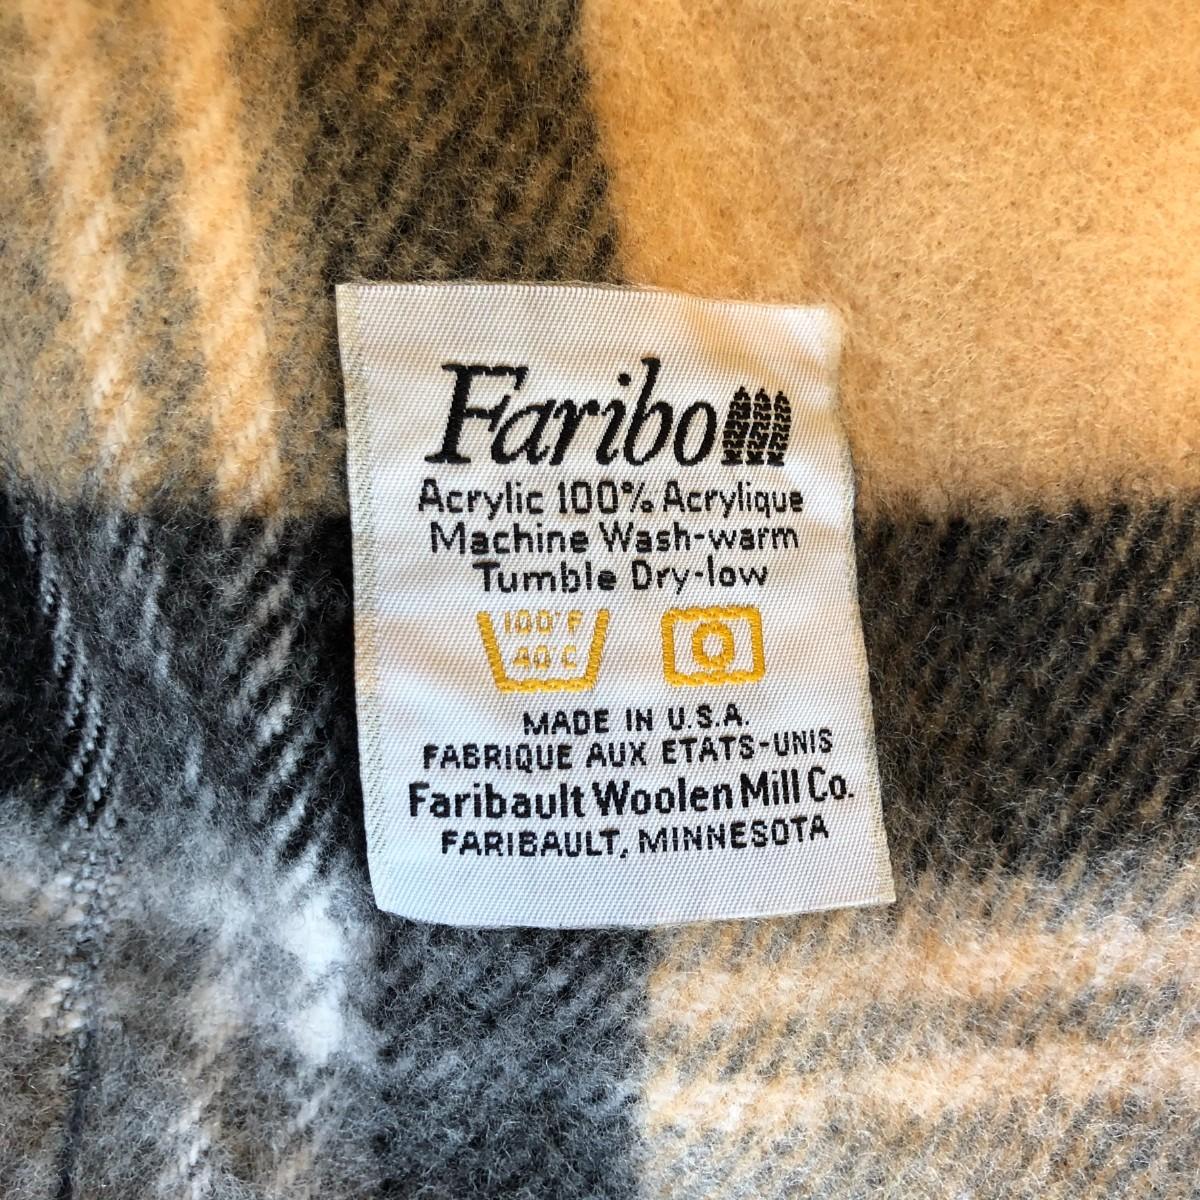 Faribo
Acrylic 100% Acrylique
Machine Wash-warm
Tumble Dry-low
100°F
40°C
MADE IN U.S.A.
FABRIQUE AUX ETATS-UNIS
Faribault Woolen Mill Co.
FARIBAULT, MINNESOTA